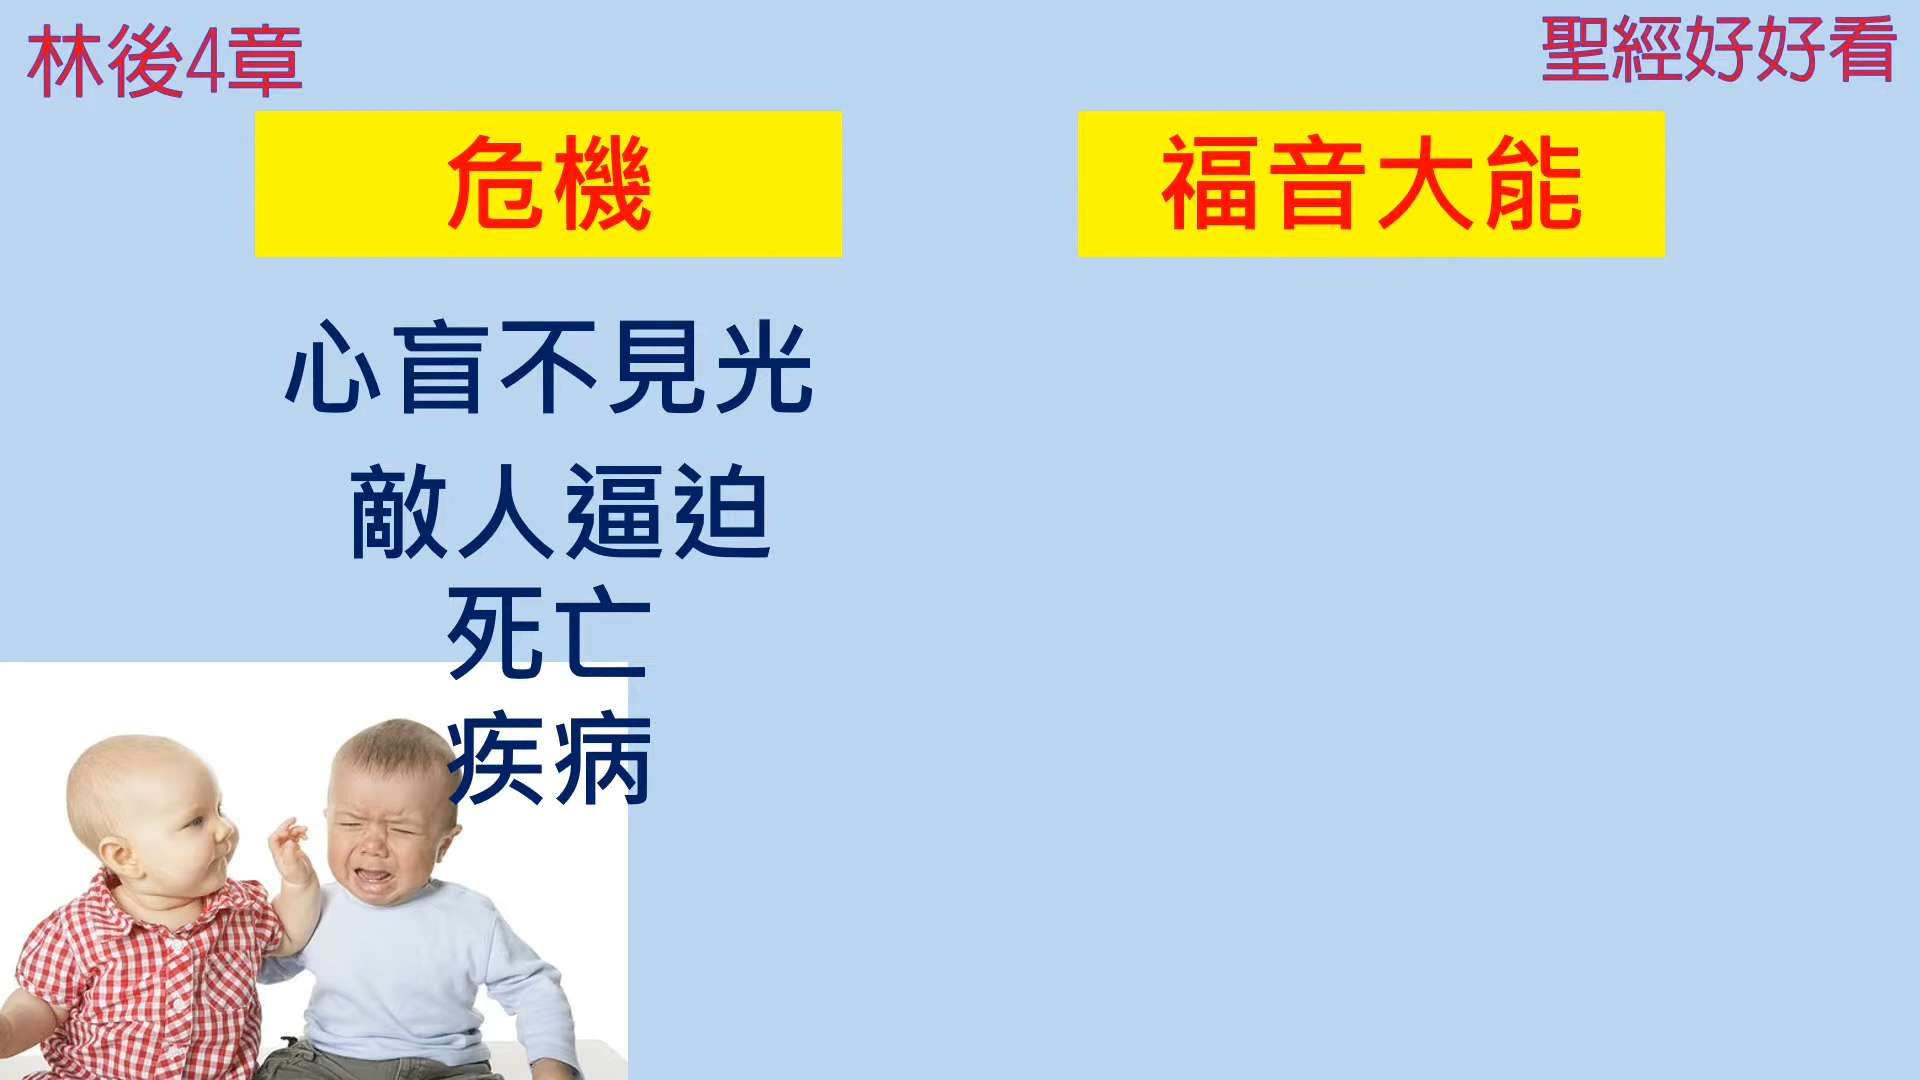 林後4章
聖經好好看
危機
福音大能
心盲不見光
敵人逼迫
死亡
疾病